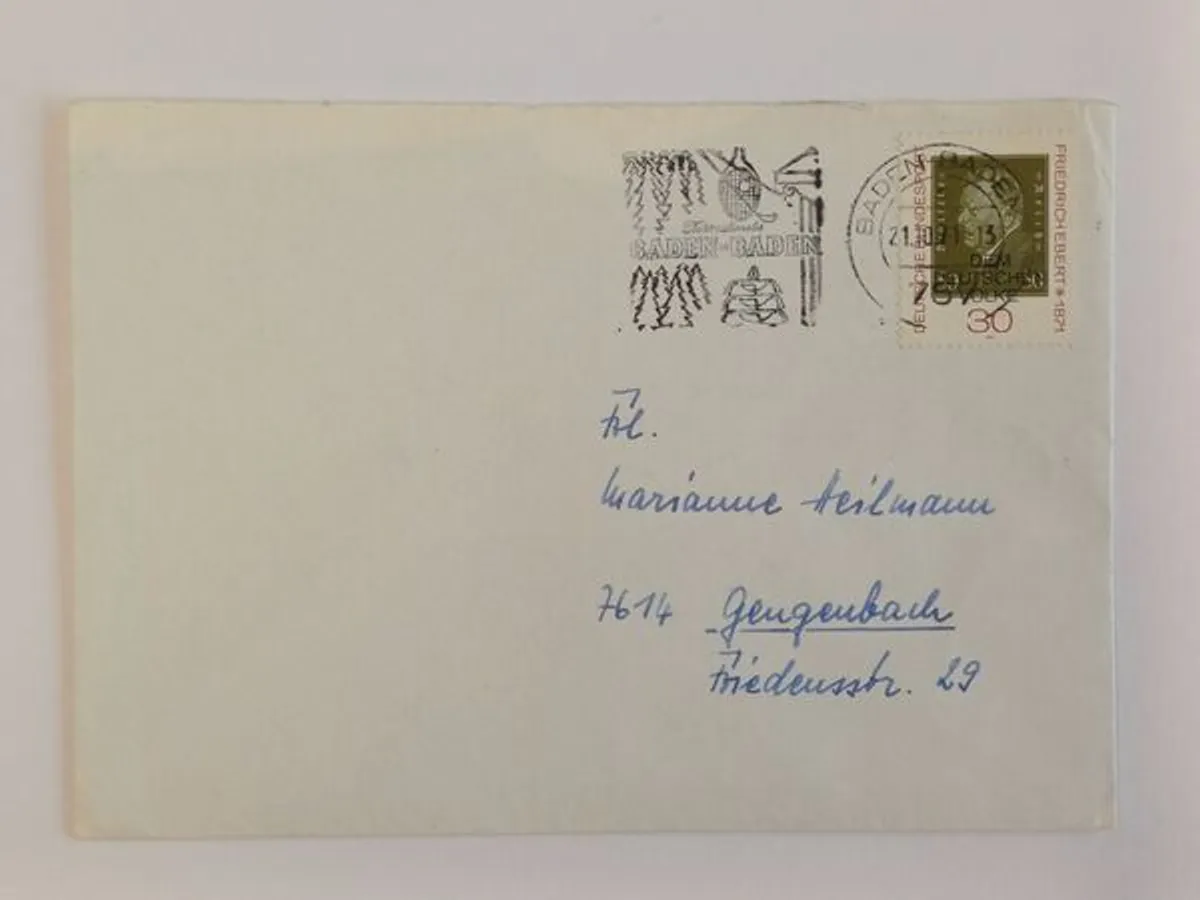 BADEN-BADEN
BADEN-BADEN
21.10.71-13
757
DEUTSCHE BUNDESPOST
FRIEDRICH EBERT * 1871
DEM
DEUTSCHEN
VOLKE
30
Frl.
Marianne Heilmann
7614 Gengenbach
Friedensstr. 29